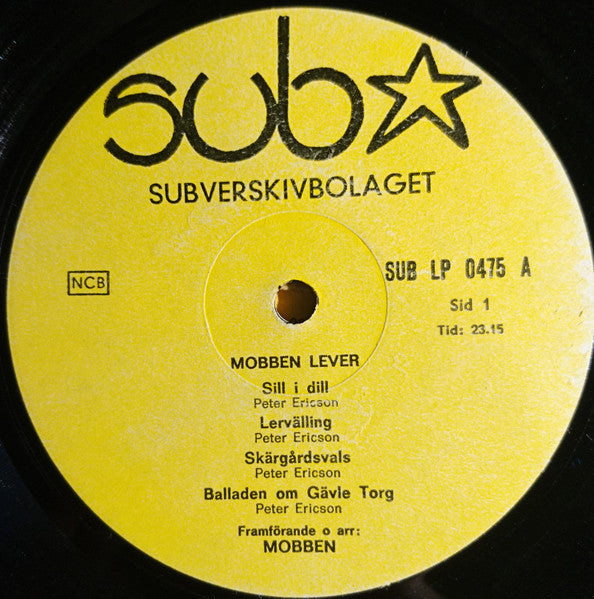 sub
SUBVERSKIVBOLAGET
NCB
SUB LP 0475 A
Sid 1
Tid: 23.15
MOBBEN LEVER
Sill i dill
Peter Ericson
Lervälling
Peter Ericson
Skärgårdsvals
Peter Ericson
Balladen om Gävle Torg
Peter Ericson
Framförande o arr:
MOBBEN